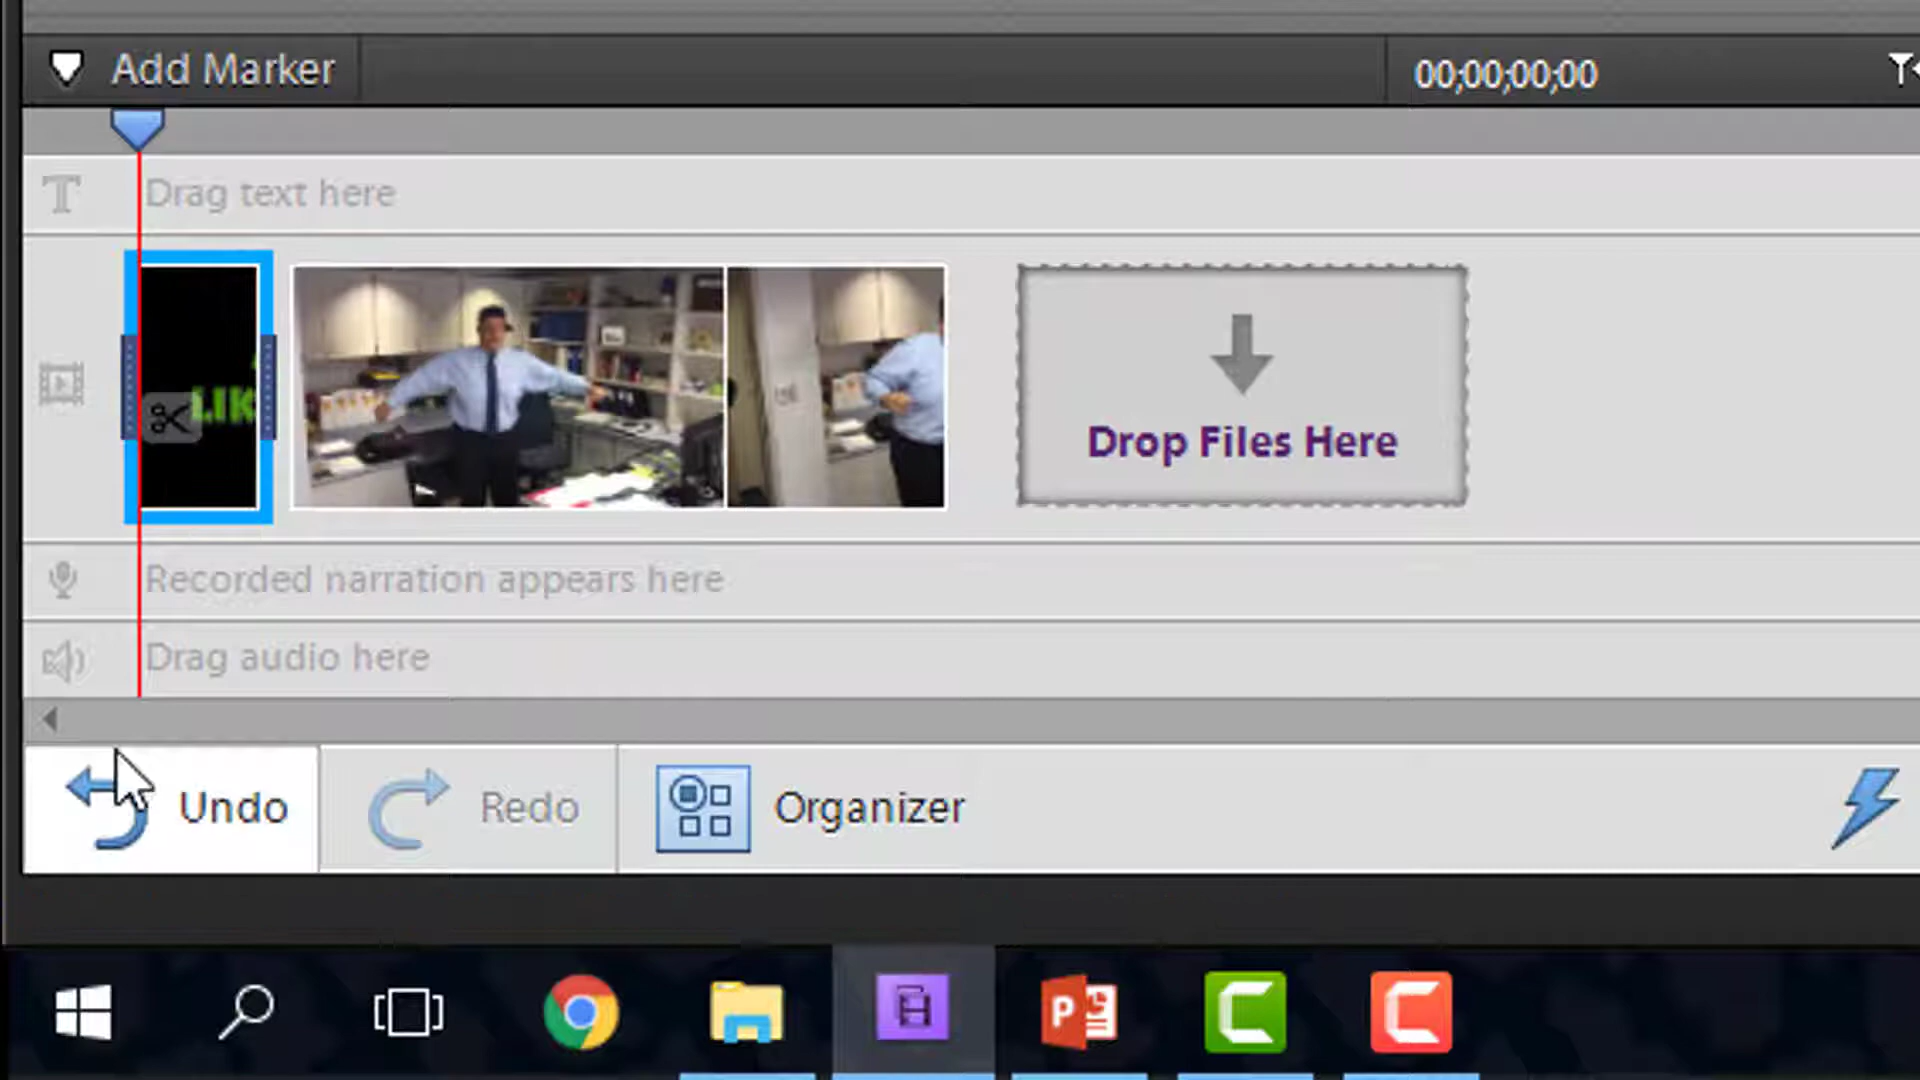 Add Marker
00;00;00;00
Drag text here
LIK
Drop Files Here
Recorded narration appears here
Drag audio here
Undo
Redo
Organizer